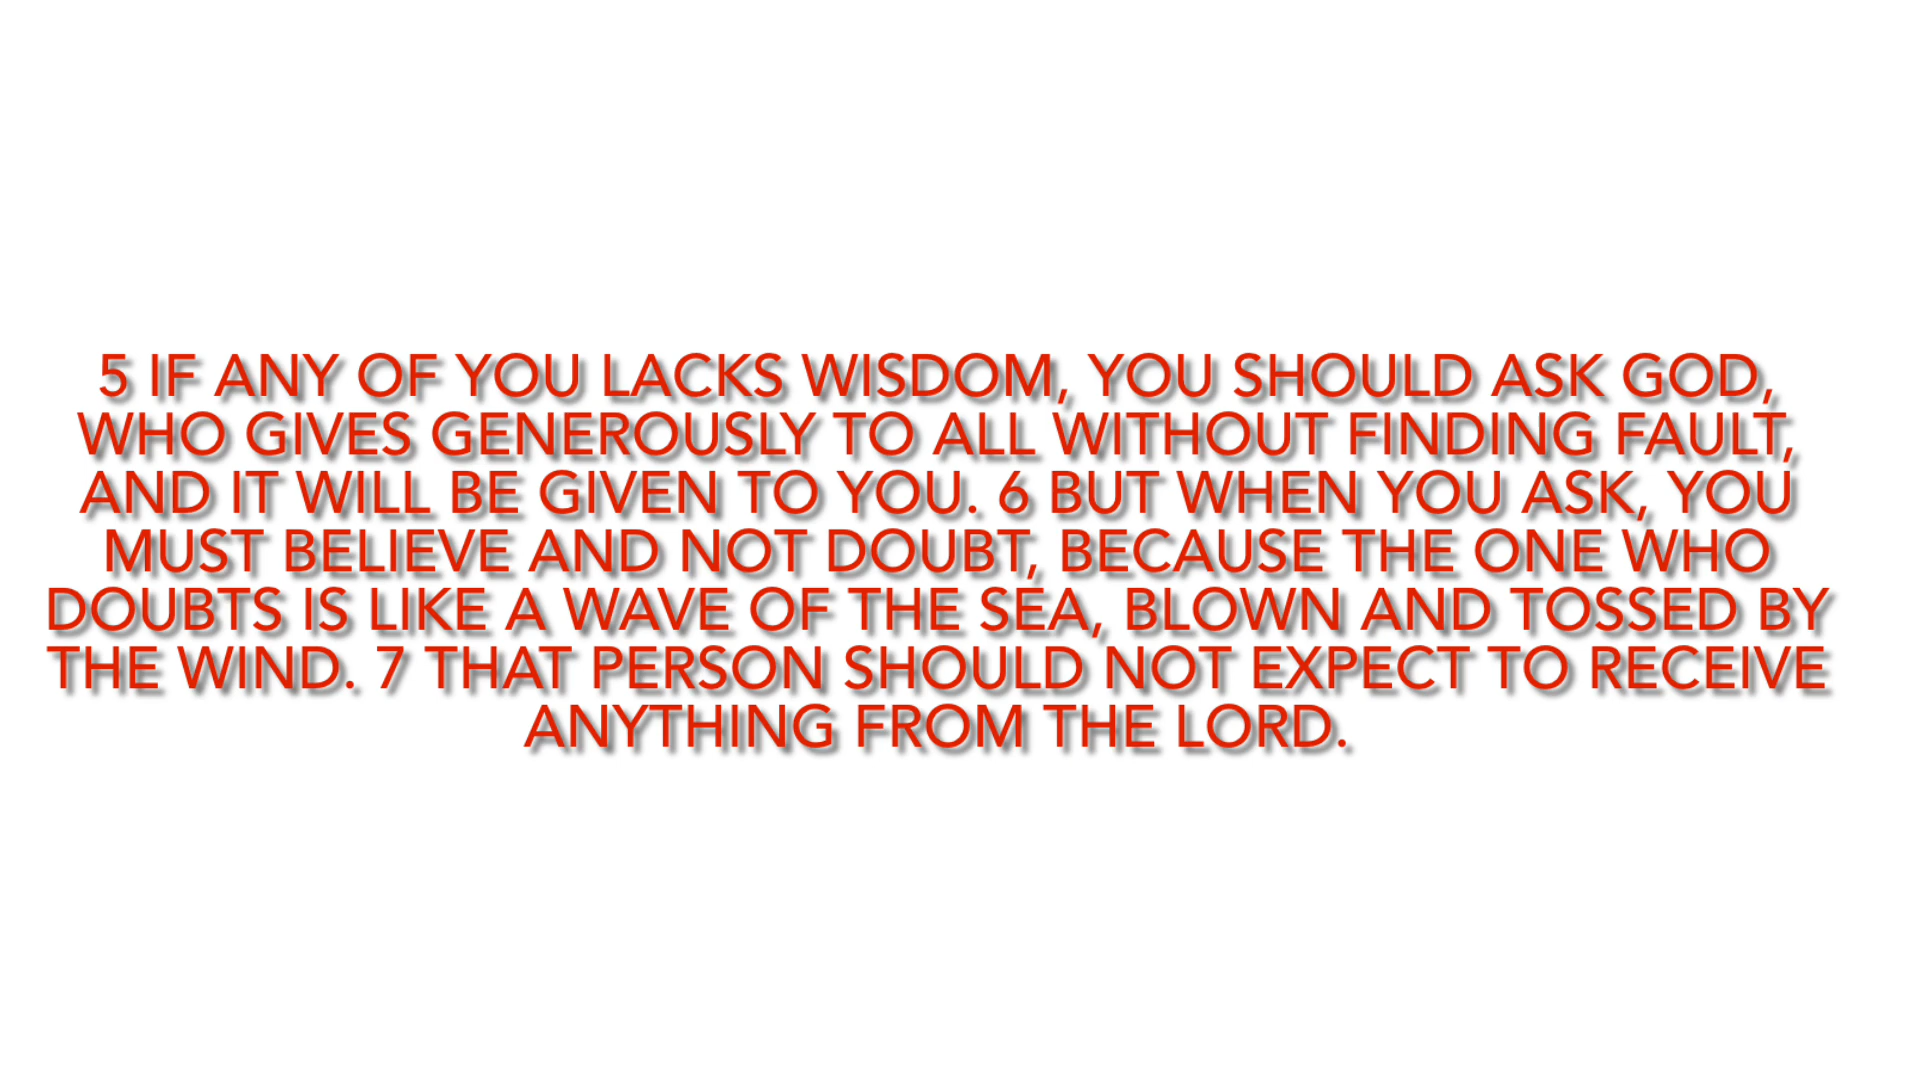 5 IF ANY OF YOU LACKS WISDOM, YOU SHOULD ASK GOD,
WHO GIVES GENEROUSLY TO ALL WITHOUT FINDING FAULT,
AND IT WILL BE GIVEN TO YOU. 6 BUT WHEN YOU ASK, YOU
MUST BELIEVE AND NOT DOUBT, BECAUSE THE ONE WHO
DOUBTS IS LIKE A WAVE OF THE SEA, BLOWN AND TOSSED BY
THE WIND. 7 THAT PERSON SHOULD NOT EXPECT TO RECEIVE
ANYTHING FROM THE LORD.